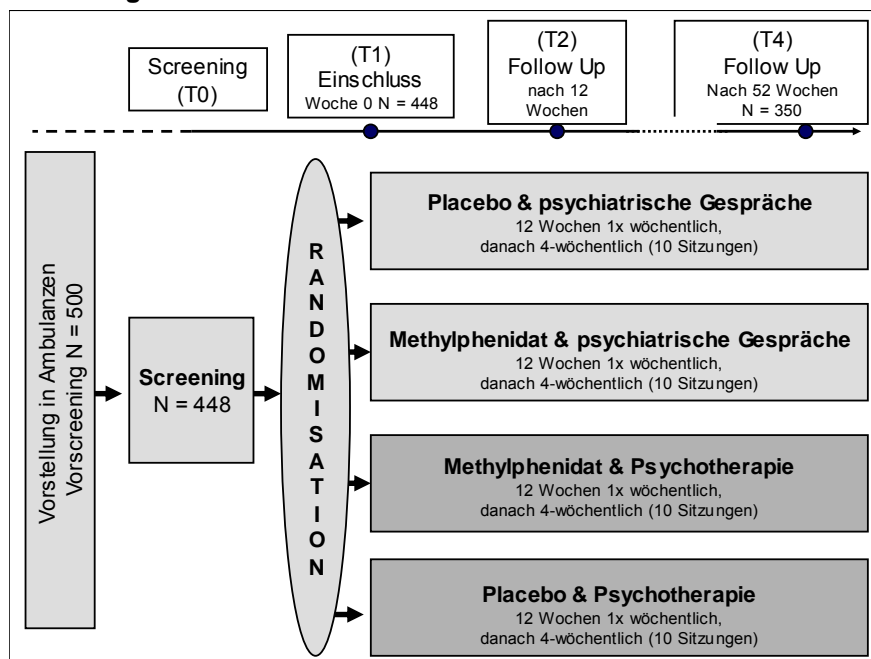 Screening
(T0)
(T1)
Einschluss
Woche 0 N = 448
(T2)
Follow Up
nach 12
Wochen
(T4)
Follow Up
Nach 52 Wochen
N = 350
Vorstellung in Ambulanzen
Vorscreening N = 500
Screening
N = 448
RANDOMISATION
Placebo & psychiatrische Gespräche
12 Wochen 1x wöchentlich,
danach 4-wöchentlich (10 Sitzungen)
Methylphenidat & psychiatrische Gespräche
12 Wochen 1x wöchentlich,
danach 4-wöchentlich (10 Sitzungen)
Methylphenidat & Psychotherapie
12 Wochen 1x wöchentlich,
danach 4-wöchentlich (10 Sitzungen)
Placebo & Psychotherapie
12 Wochen 1x wöchentlich,
danach 4-wöchentlich (10 Sitzungen)